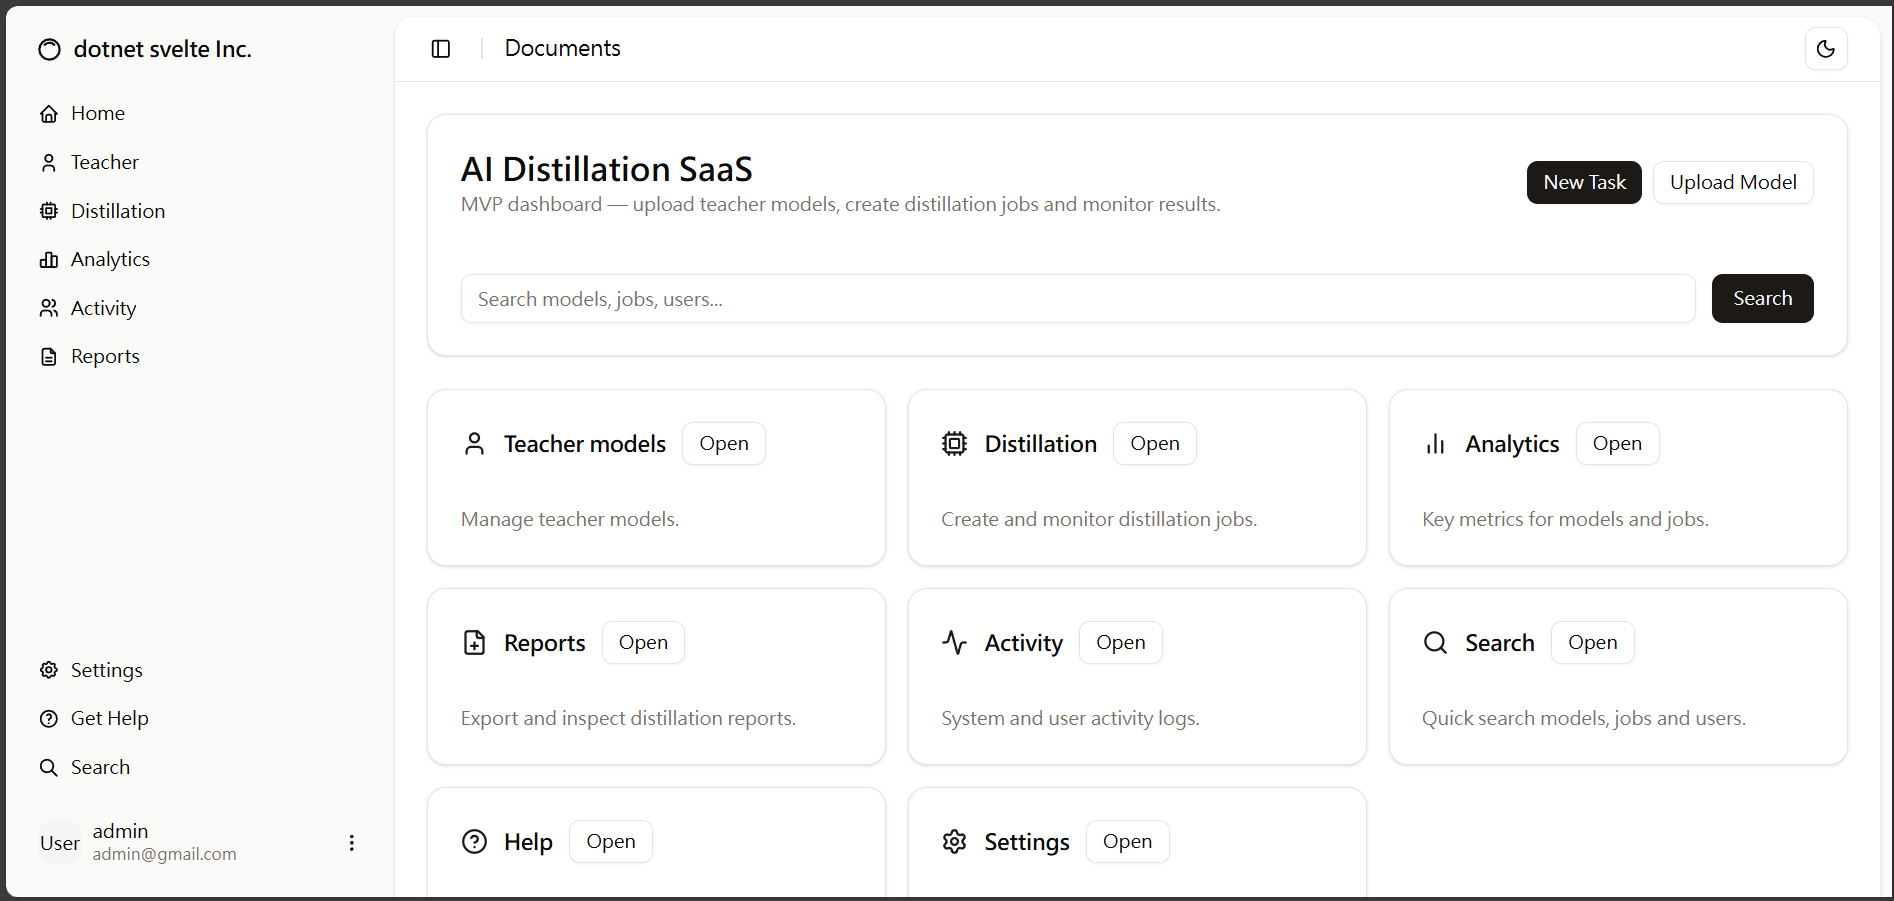 dotnet svelte Inc.
Home
Teacher
Distillation
Analytics
Activity
Reports
Settings
Get Help
Search
User
admin
admin@gmail.com
Documents
AI Distillation SaaS
MVP dashboard — upload teacher models, create distillation jobs and monitor results.
New Task
Upload Model
Search models, jobs, users...
Search
Teacher models
Open
Manage teacher models.
Distillation
Open
Create and monitor distillation jobs.
Analytics
Open
Key metrics for models and jobs.
Reports
Open
Export and inspect distillation reports.
Activity
Open
System and user activity logs.
Search
Open
Quick search models, jobs and users.
Help
Open
Settings
Open